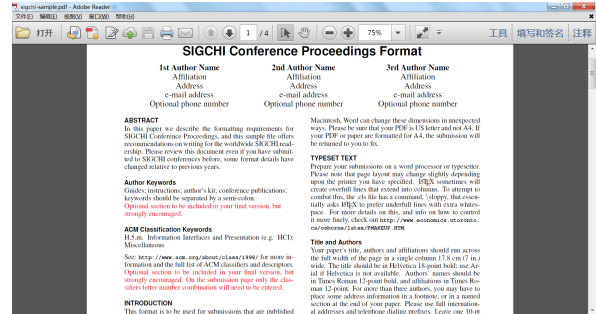 sigchi-sample.pdf - Adobe Reader
文件(F) 编辑(E) 视图(V) 窗口(W) 帮助(H)
打开 1 / 4 75% 工具 填写和签名 注释
SIGCHI Conference Proceedings Format
1st Author Name 2nd Author Name 3rd Author Name
Affiliation Affiliation Affiliation
Address Address Address
e-mail address e-mail address e-mail address
Optional phone number Optional phone number Optional phone number
ABSTRACT
In this paper we describe the formatting requirements for
SIGCHI Conference Proceedings, and this sample file offers
recommendations on writing for the worldwide SIGCHI read-
ership. Please review this document even if you have submit-
ted to SIGCHI conferences before, some format details have
changed relative to previous years.
Author Keywords
Guides; instructions; author's kit; conference publications;
keywords should be separated by a semi-colon.
Optional section to be included in your final version, but
strongly encouraged.
ACM Classification Keywords
H.5.m. Information Interfaces and Presentation (e.g. HCI):
Miscellaneous
See: http://www.acm.org/about/class/1998/ for more in-
formation and the full list of ACM classifiers and descriptors.
Optional section to be included in your final version, but
strongly encouraged. On the submission page only the clas-
sifiers letter-number combination will need to be entered.
INTRODUCTION
This format is to be used for submissions that are published
Macintosh, Word can change these dimensions in unexpected
ways. Please be sure that your PDF is US letter and not A4. If
your PDF or paper are formatted for A4, the submission will
be returned to you to fix.
TYPESET TEXT
Prepare your submissions on a word processor or typesetter.
Please note that page layout may change slightly depending
upon the printer you have specified. LATEX sometimes will
create overfull lines that extend into columns. To attempt to
combat this, the .cls file has a command, \sloppy, that essen-
tially asks LATEX to prefer underfull lines with extra whites-
pace. For more details on this, and info on how to control
it more finely, check out http://www.economics.utoronto.
ca/osborne/latex/PMAKEUP.HTM.
Title and Authors
Your paper's title, authors and affiliations should run across
the full width of the page in a single column 17.8 cm (7 in.)
wide. The title should be in Helvetica 18-point bold; use Ar-
ial if Helvetica is not available. Authors' names should be
in Times Roman 12-point bold, and affiliations in Times Ro-
man 12-point. For more than three authors, you may have to
place some address information in a footnote, or in a named
section at the end of your paper. Please use full internation-
al addresses and telephone dialing prefixes. Leave one 10-pt